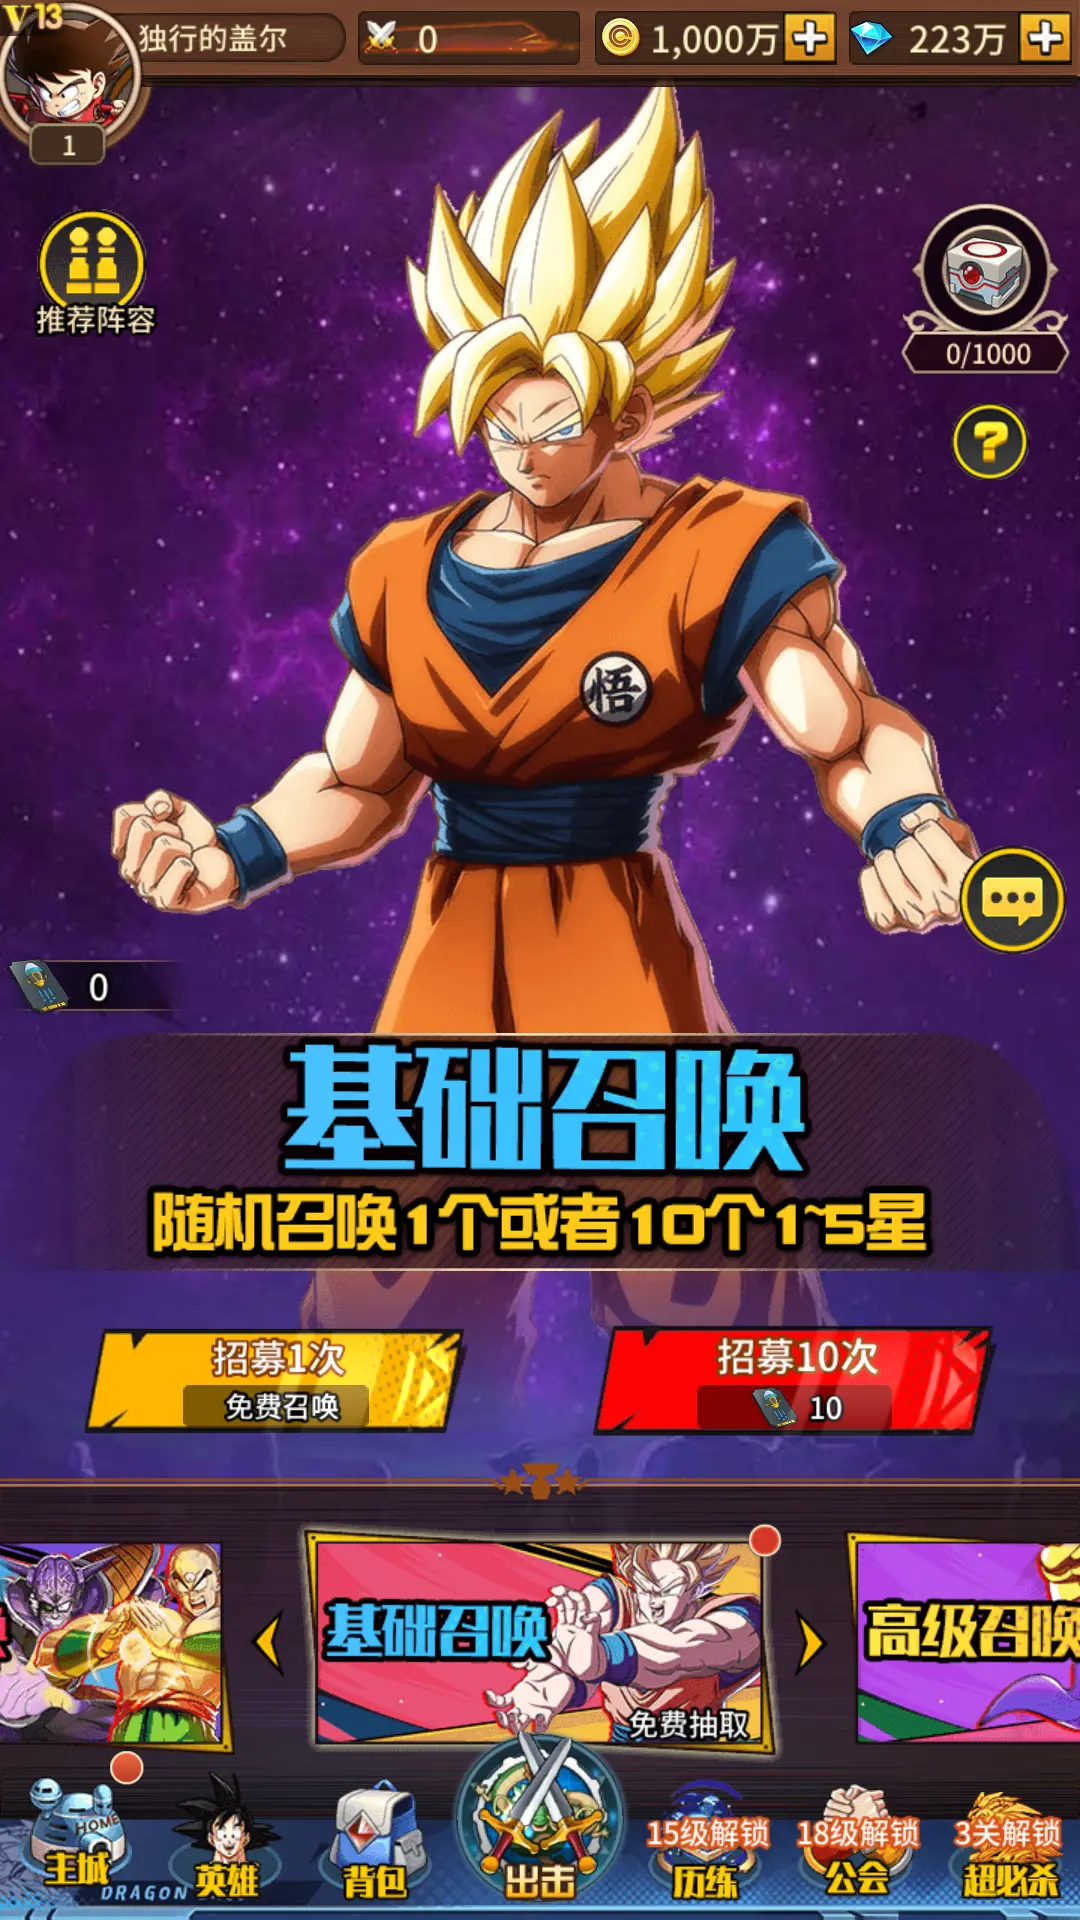 V13
独行的盖尔
0
1,000万
223万
1
推荐阵容
0/1000
?
悟
0
基础召唤
随机召唤1个或者10个1~5星
招募1次
免费召唤
招募10次
10
基础召唤
免费抽取
高级召唤
HOME
主城
DRAGON
英雄
背包
出击
15级解锁
历练
18级解锁
公会
3关解锁
超必杀